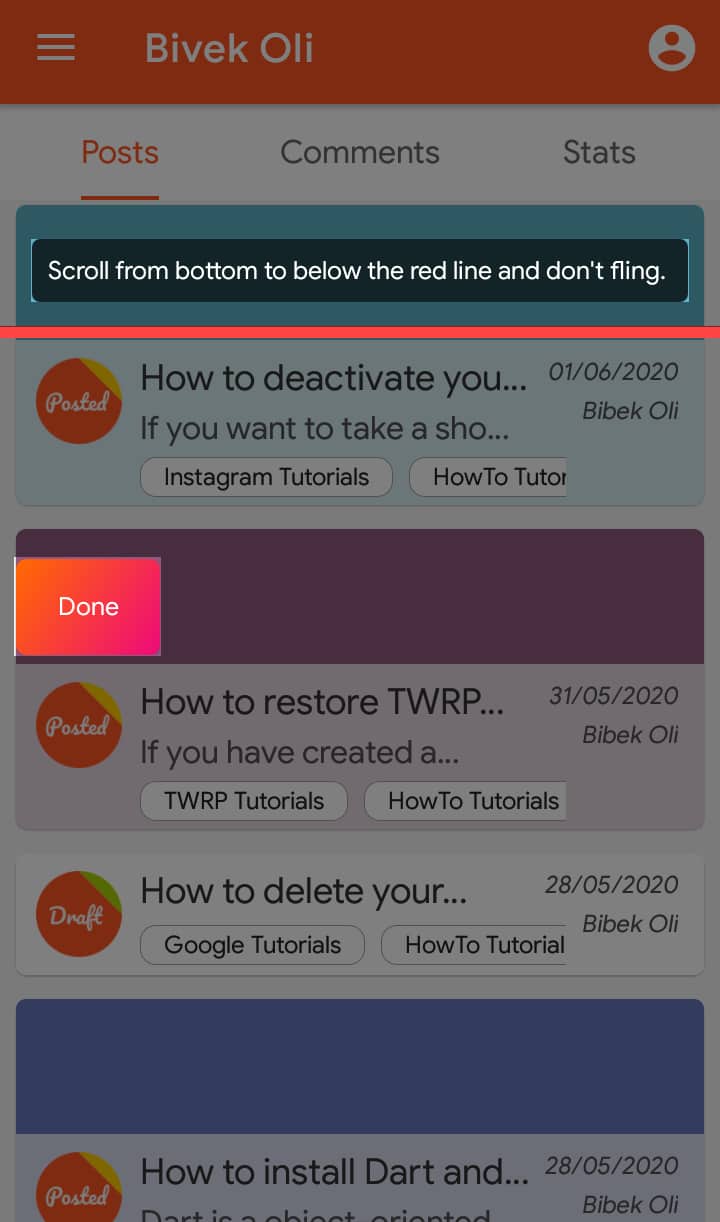 Bivek Oli
Posts Comments Stats
Scroll from bottom to below the red line and don't fling.
Posted
How to deactivate you...
01/06/2020
If you want to take a sho...
Bibek Oli
Instagram Tutorials
HowTo Tutor
Done
Posted
How to restore TWRP...
31/05/2020
If you have created a...
Bibek Oli
TWRP Tutorials
HowTo Tutorials
Draft
How to delete your...
28/05/2020
Bibek Oli
Google Tutorials
HowTo Tutorial
Posted
How to install Dart and...
28/05/2020
Dart is a object oriented
Bibek Oli